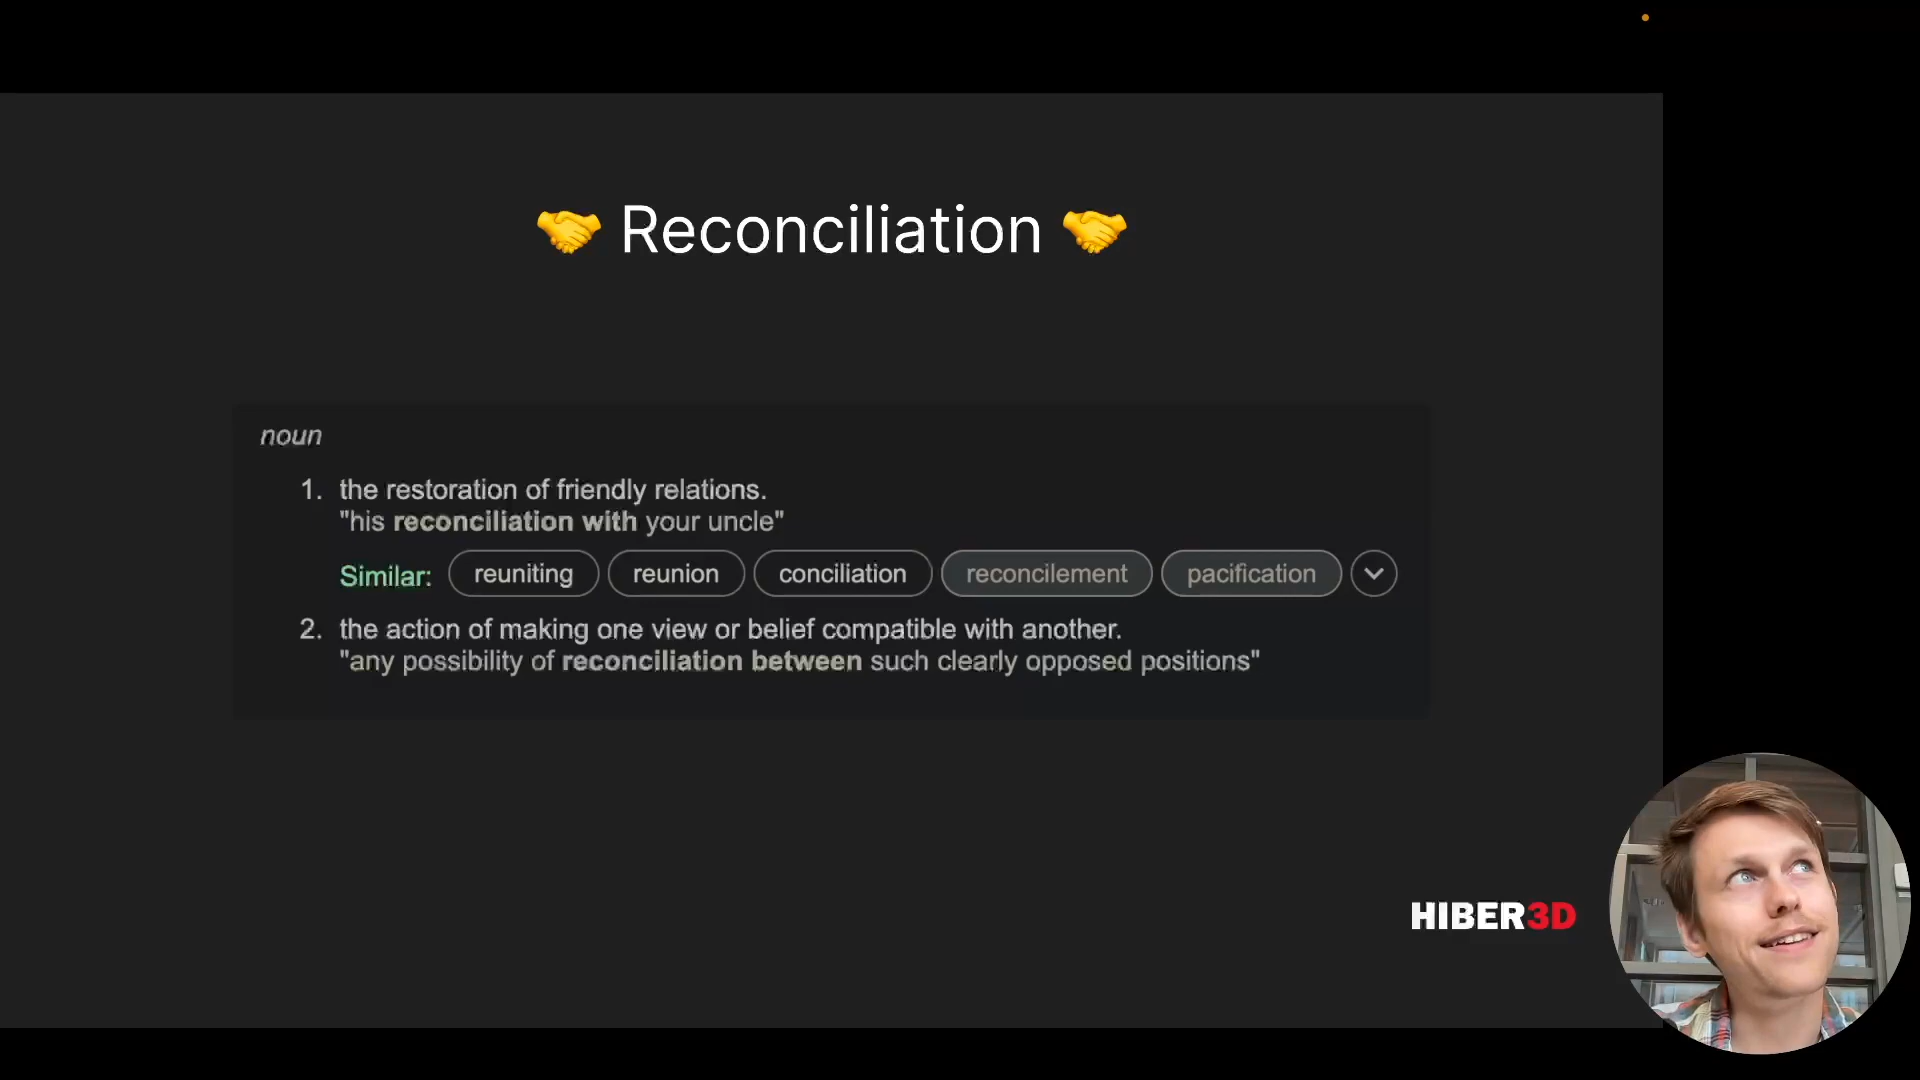 🤝 Reconciliation 🤝
noun
1. the restoration of friendly relations.
"his reconciliation with your uncle"
Similar: reuniting reunion conciliation reconcilement pacification
2. the action of making one view or belief compatible with another.
"any possibility of reconciliation between such clearly opposed positions"
HIBER3D